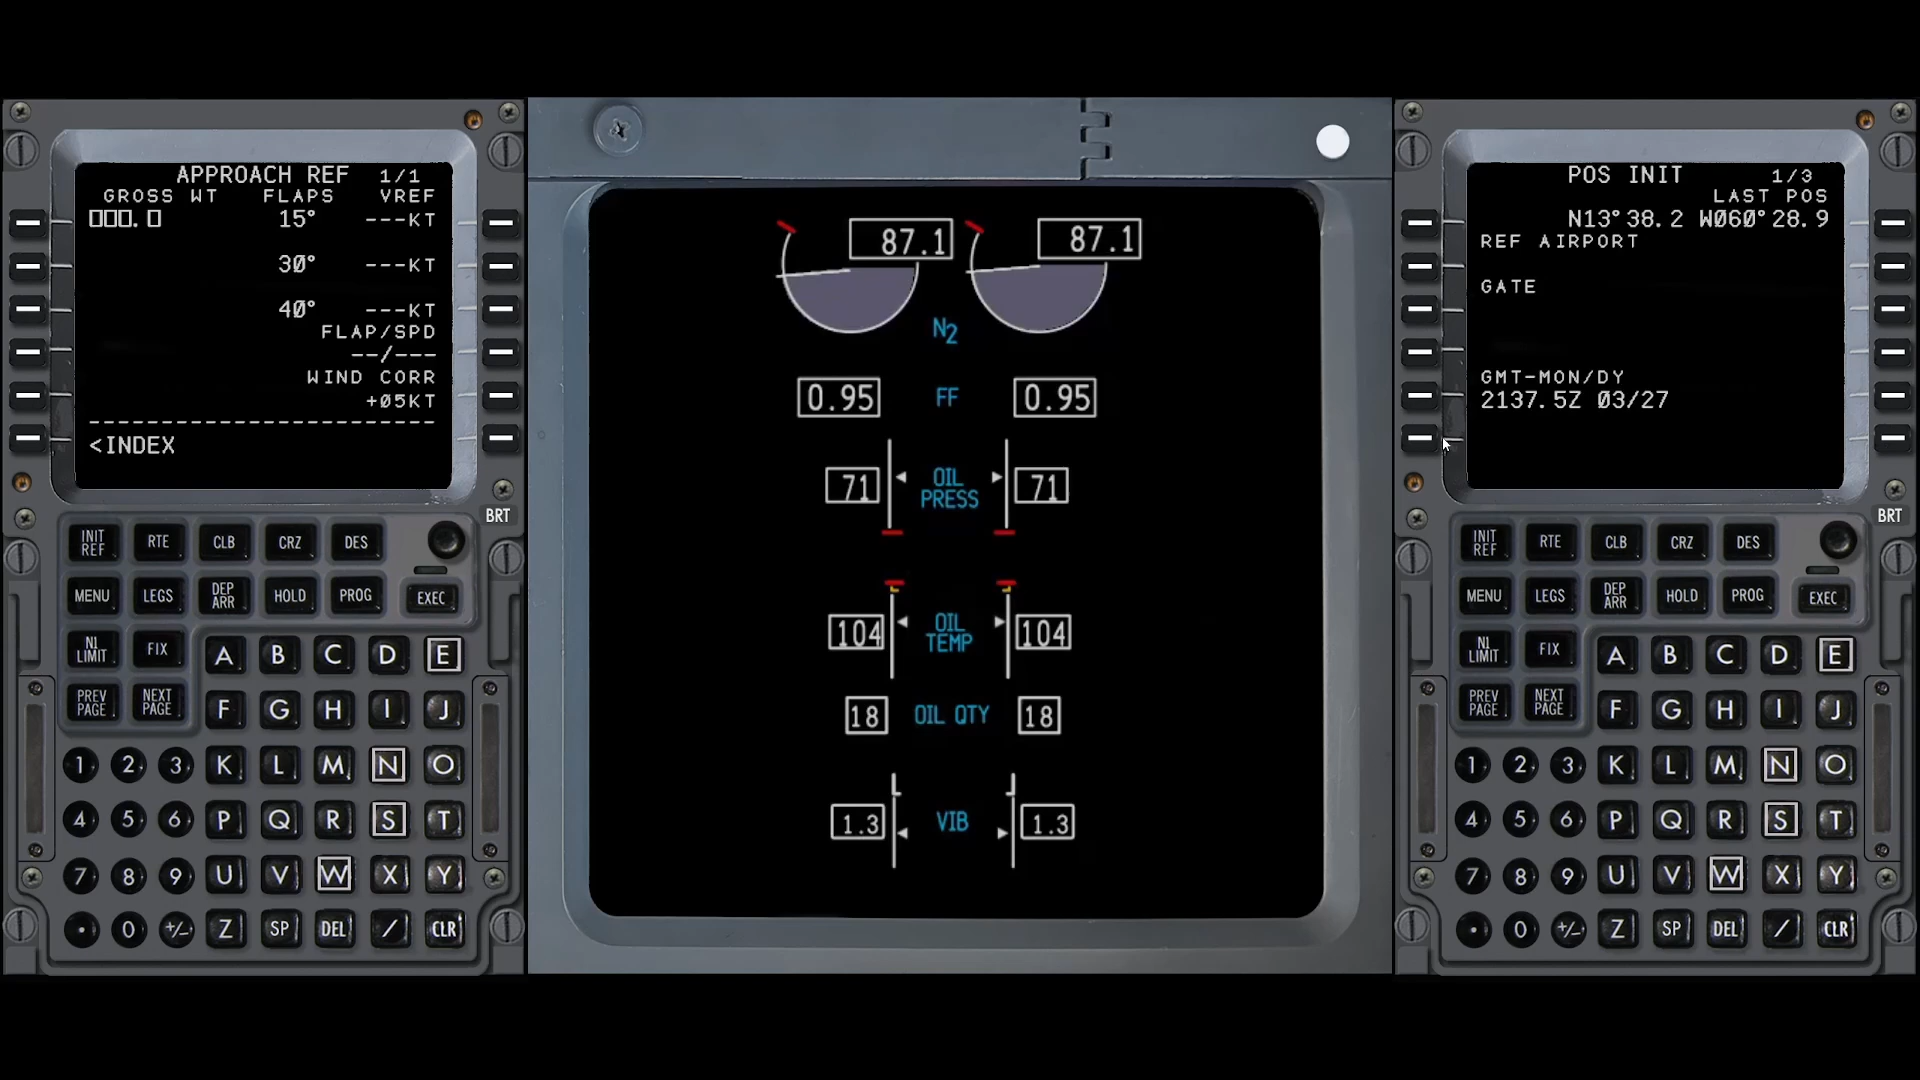 APPROACH REF 1/1
GROSS WT FLAPS VREF
□□□.□ 15° ---KT
30° ---KT
40° ---KT
FLAP/SPD
--/---
WIND CORR
+05KT
------------------------
<INDEX
BRT
INIT REF RTE CLB CRZ DES
MENU LEGS DEP ARR HOLD PROG EXEC
N1 LIMIT FIX A B C D E
PREV PAGE NEXT PAGE F G H I J
1 2 3 K L M N O
4 5 6 P Q R S T
7 8 9 U V W X Y
. 0 +/- Z SP DEL / CLR
87.1 87.1
N2
0.95 FF 0.95
71 OIL PRESS 71
104 OIL TEMP 104
18 OIL QTY 18
1.3 VIB 1.3
POS INIT 1/3
LAST POS
N13°38.2 W060°28.9
REF AIRPORT
GATE
GMT-MON/DY
2137.5Z 03/27
BRT
INIT REF RTE CLB CRZ DES
MENU LEGS DEP ARR HOLD PROG EXEC
N1 LIMIT FIX A B C D E
PREV PAGE NEXT PAGE F G H I J
1 2 3 K L M N O
4 5 6 P Q R S T
7 8 9 U V W X Y
. 0 +/- Z SP DEL / CLR